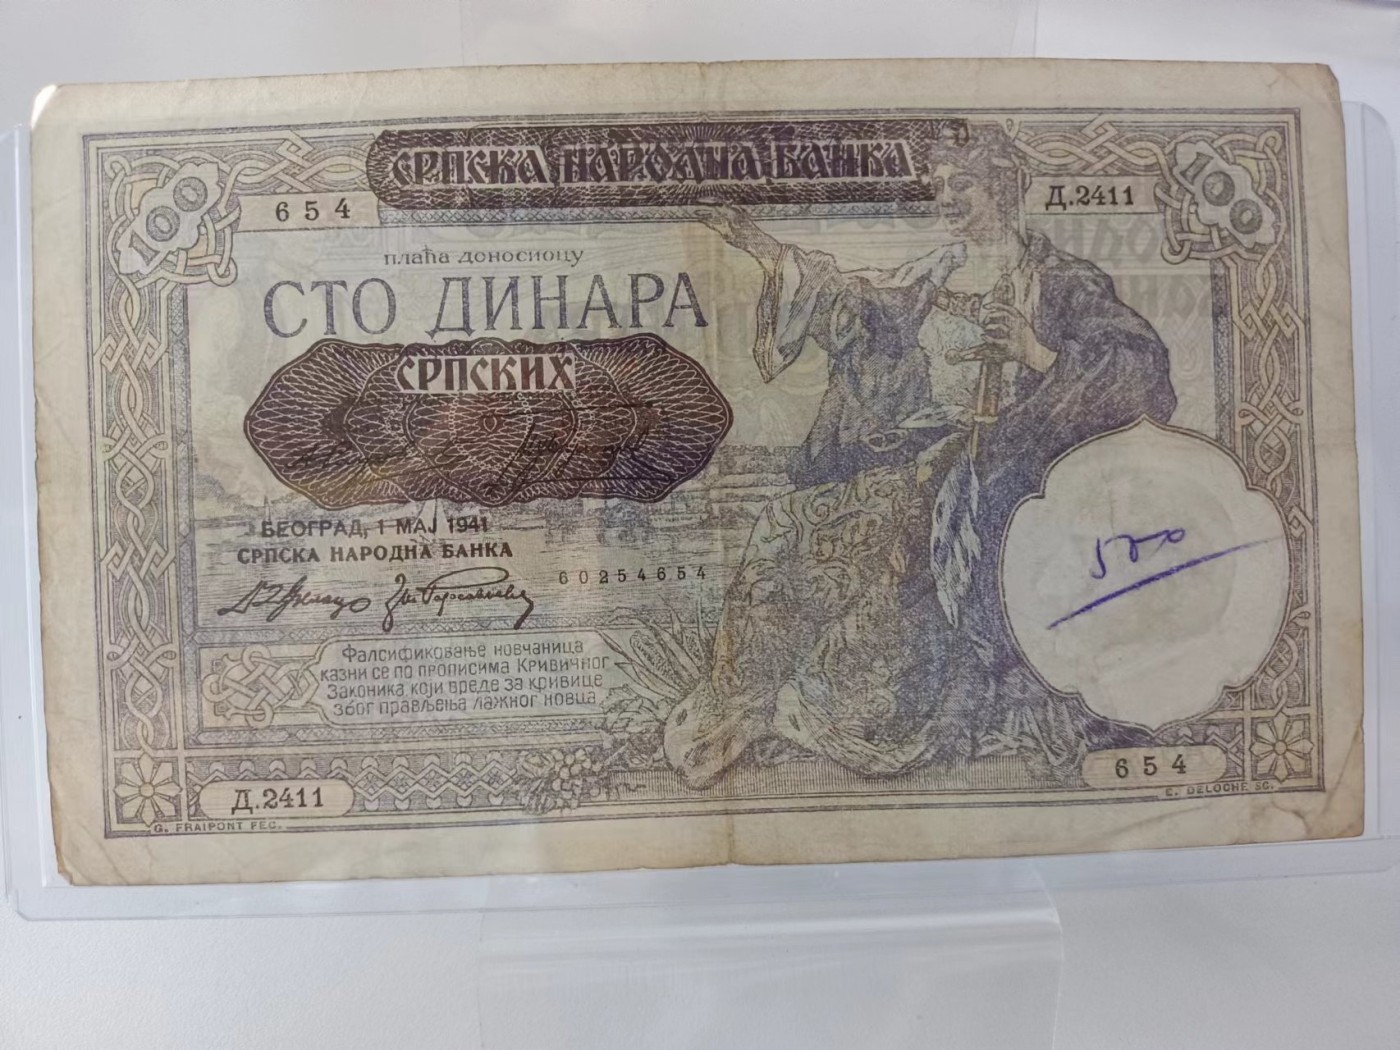 СРПСКА НАРОДНА БАНКА
100
654
Д.2411
100
плаћа доносиоцу
СТО ДИНАРА
СРПСКИХ
БЕОГРАД, 1 МАЈ 1941
СРПСКА НАРОДНА БАНКА
60254654
500
Фалсификовање новчаница
казни се по прописима Кривичног
Законика, који вреде за кривице
због прављења лажног новца
Д.2411
654
G. FRAIPONT FEC.
E. DELOCHE SC.